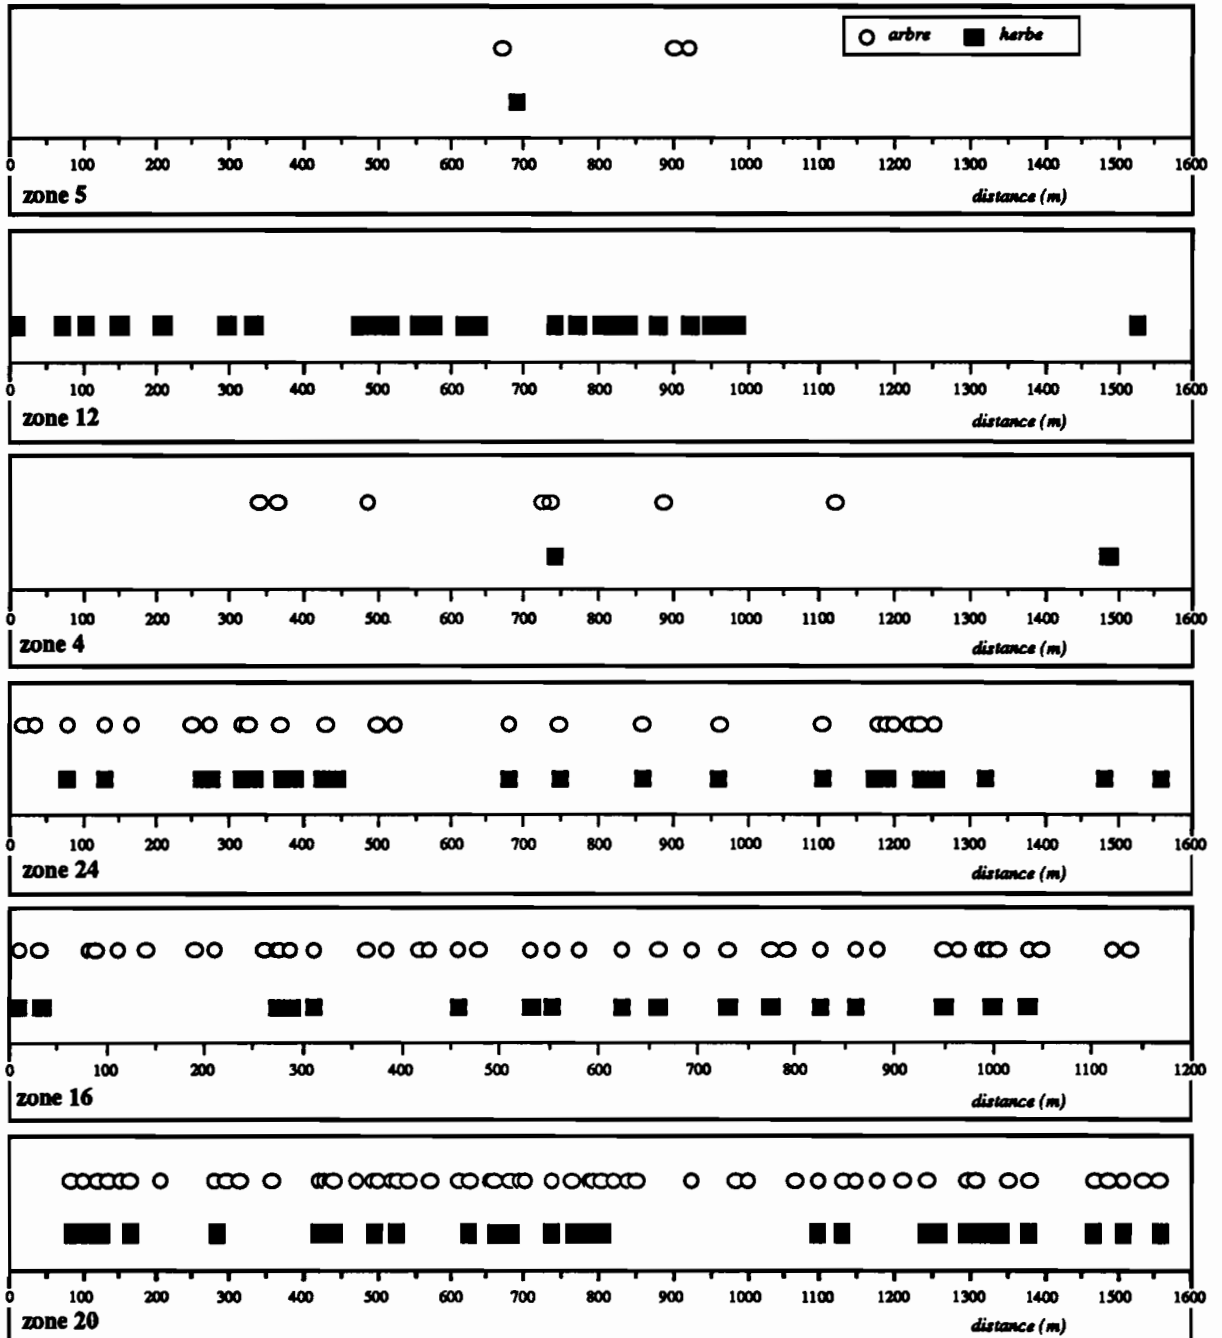 arbre herbe
0 100 200 300 400 500 600 700 800 900 1000 1100 1200 1300 1400 1500 1600
zone 5 distance (m)
0 100 200 300 400 500 600 700 800 900 1000 1100 1200 1300 1400 1500 1600
zone 12 distance (m)
0 100 200 300 400 500 600 700 800 900 1000 1100 1200 1300 1400 1500 1600
zone 4 distance (m)
0 100 200 300 400 500 600 700 800 900 1000 1100 1200 1300 1400 1500 1600
zone 24 distance (m)
0 100 200 300 400 500 600 700 800 900 1000 1100 1200
zone 16 distance (m)
0 100 200 300 400 500 600 700 800 900 1000 1100 1200 1300 1400 1500 1600
zone 20 distance (m)